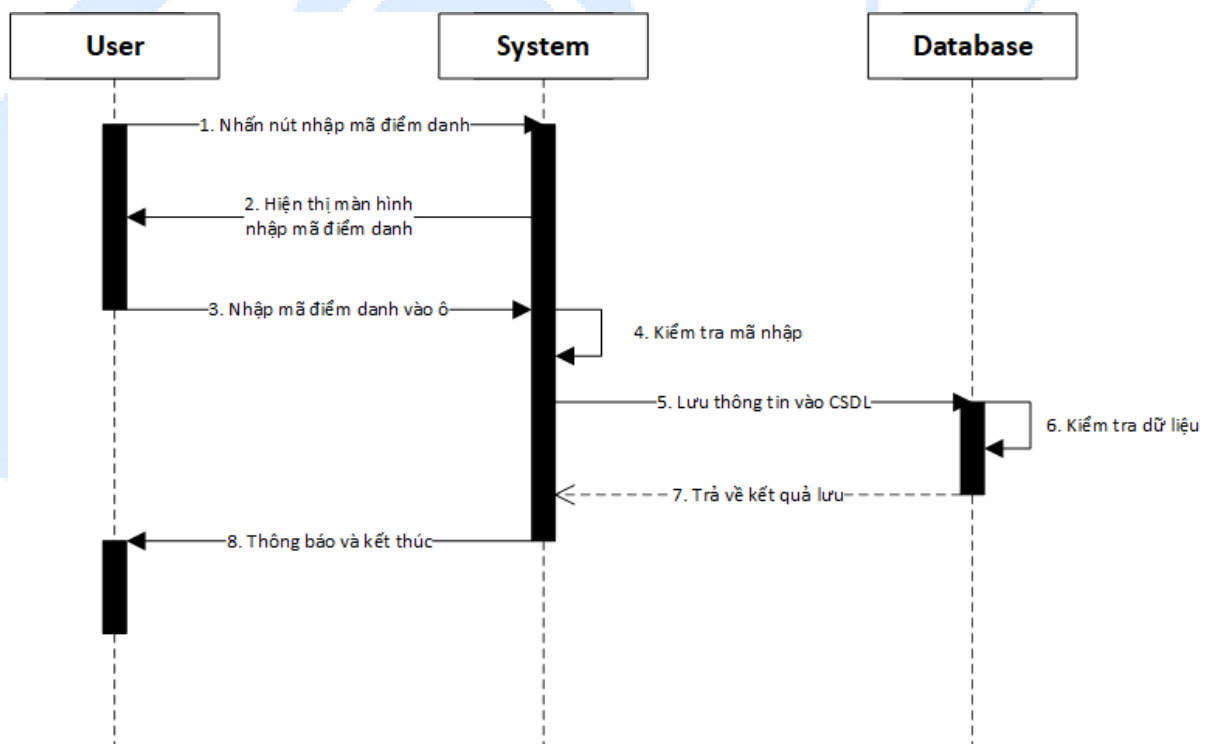 User
System
Database
1. Nhấn nút nhập mã điểm danh
2. Hiện thị màn hình
nhập mã điểm danh
3. Nhập mã điểm danh vào ô
4. Kiểm tra mã nhập
5. Lưu thông tin vào CSDL
6. Kiểm tra dữ liệu
7. Trả về kết quả lưu
8. Thông báo và kết thúc